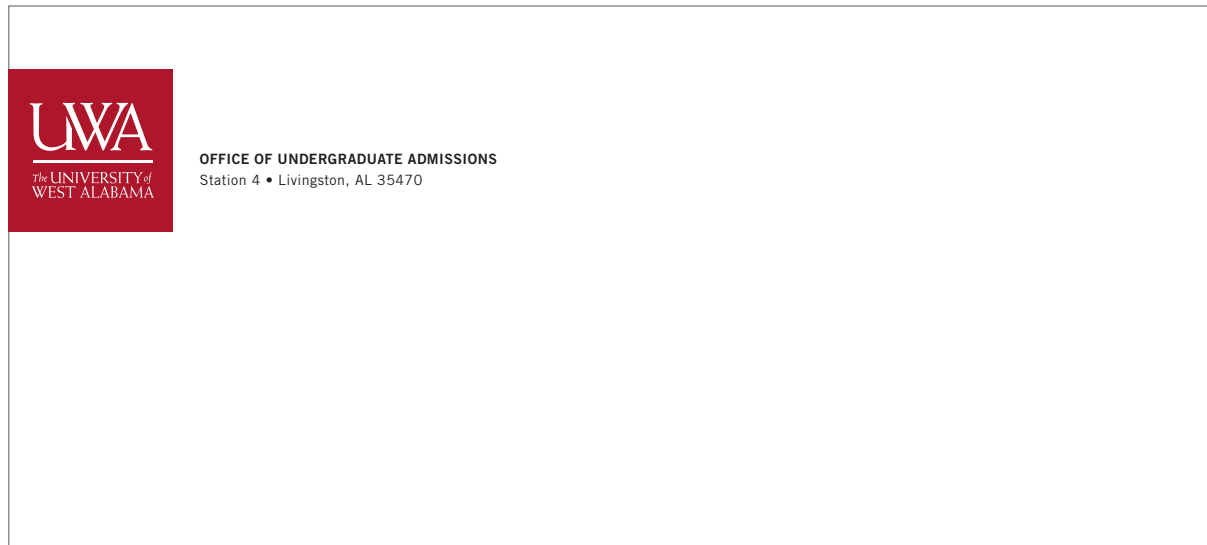 UWA
The UNIVERSITY of
WEST ALABAMA
OFFICE OF UNDERGRADUATE ADMISSIONS
Station 4 • Livingston, AL 35470